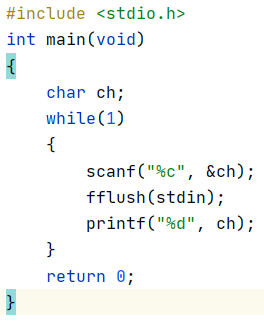 #include <stdio.h>
int main(void)
{
    char ch;
    while(1)
    {
        scanf("%c", &ch);
        fflush(stdin);
        printf("%d", ch);
    }
    return 0;
}